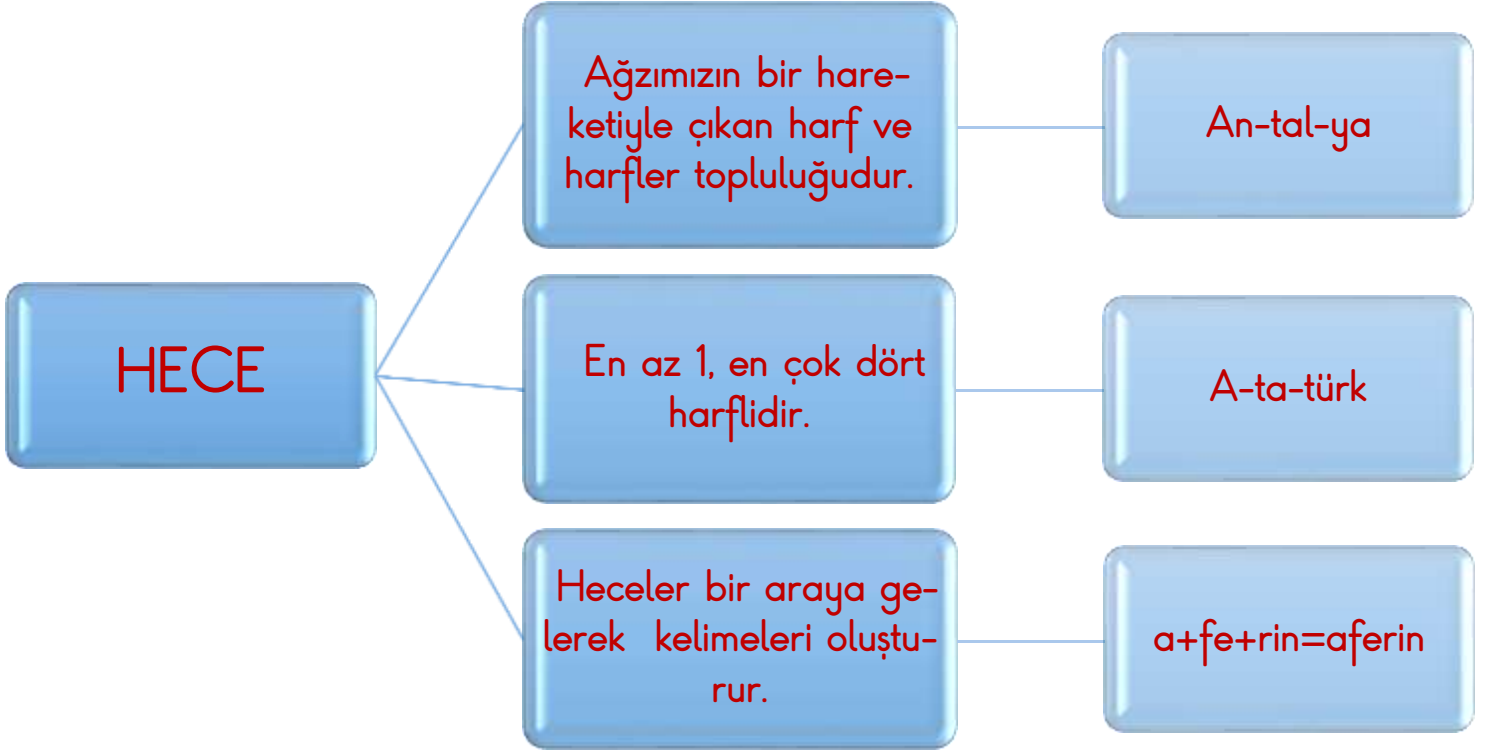 HECE
Ağzımızın bir hare-
ketiyle çıkan harf ve
harfler topluluğudur.
An-tal-ya
En az 1, en çok dört
harflidir.
A-ta-türk
Heceler bir araya ge-
lerek kelimeleri oluştu-
rur.
a+fe+rin=aferin